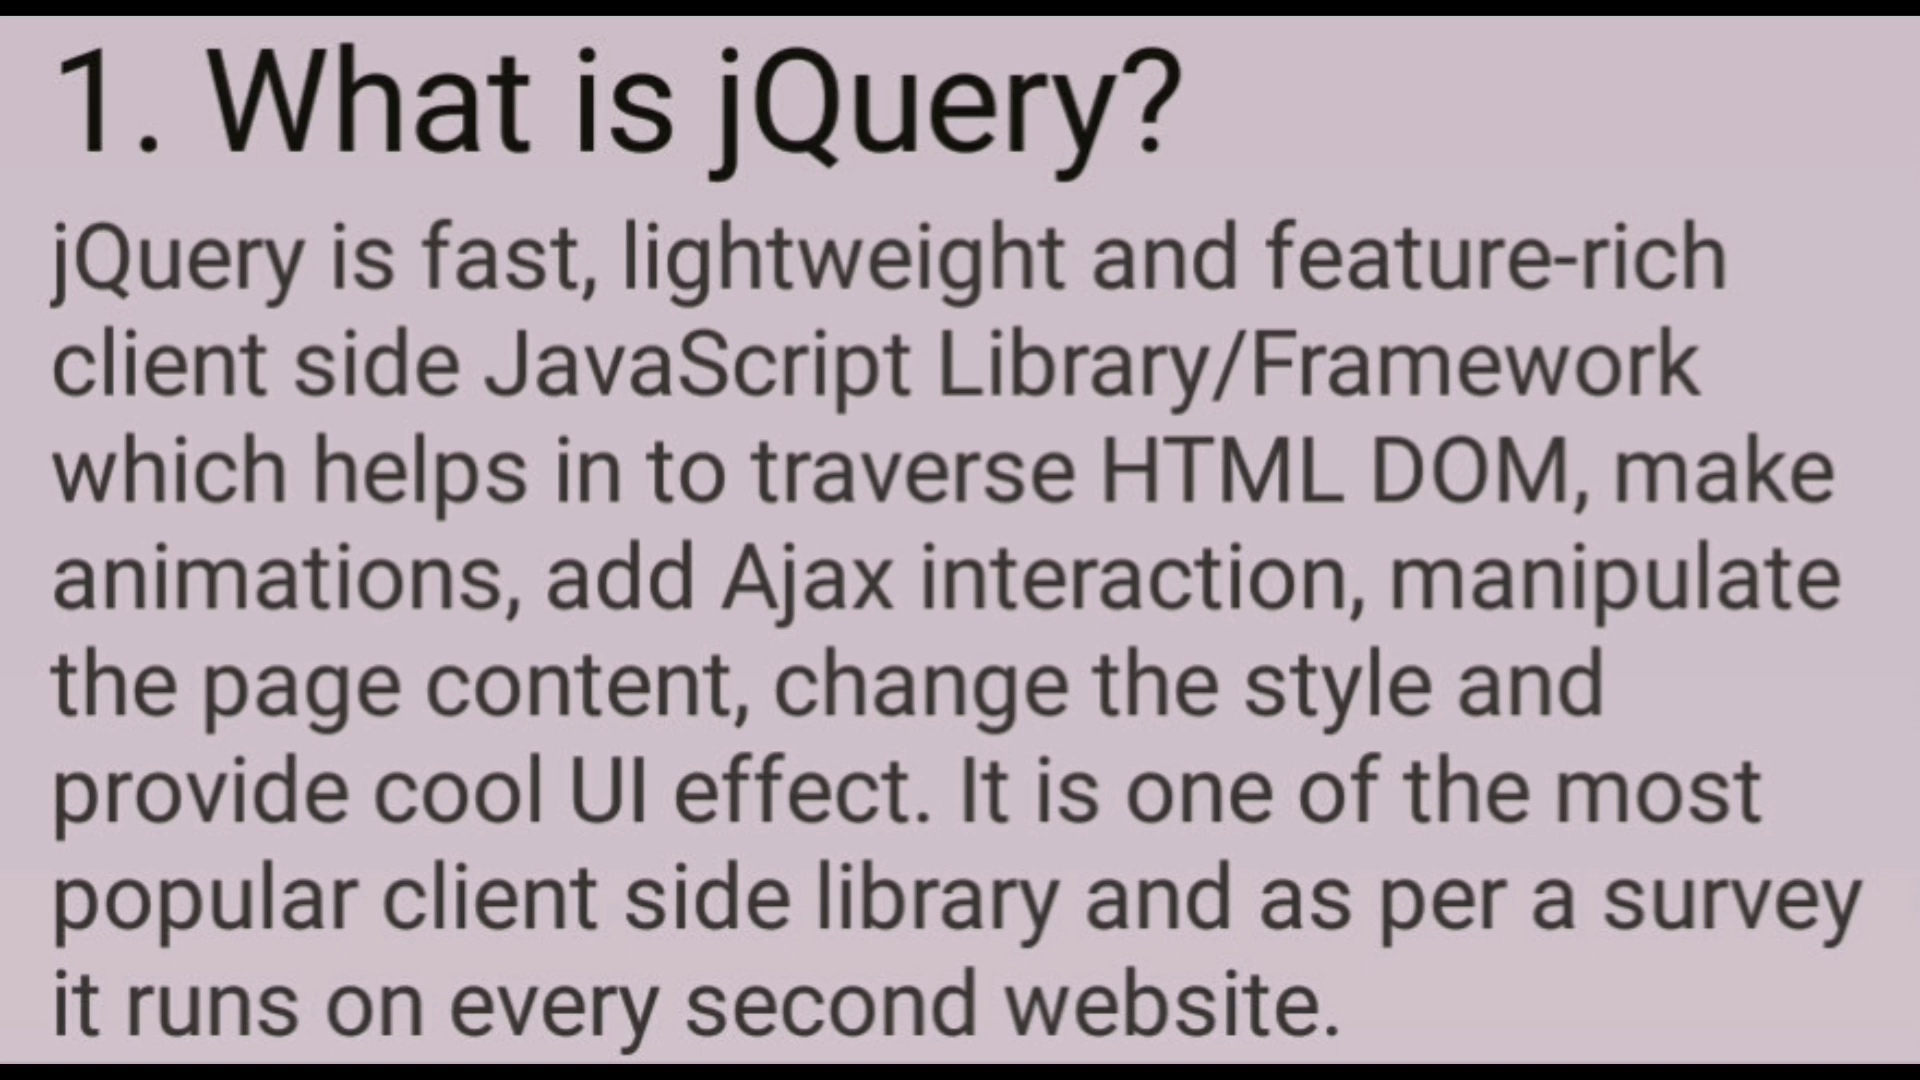 1. What is jQuery?
jQuery is fast, lightweight and feature-rich
client side JavaScript Library/Framework
which helps in to traverse HTML DOM, make
animations, add Ajax interaction, manipulate
the page content, change the style and
provide cool UI effect. It is one of the most
popular client side library and as per a survey
it runs on every second website.